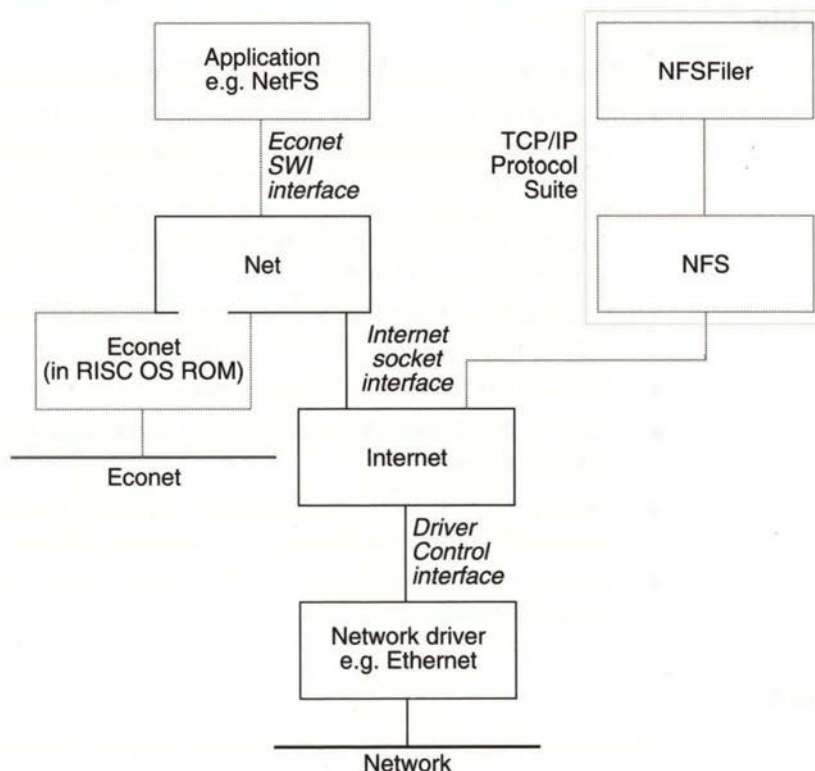 Application
e.g. NetFS
NFSFiler
Econet
SWI
interface
TCP/IP
Protocol
Suite
Net
NFS
Econet
(in RISC OS ROM)
Internet
socket
interface
Econet
Internet
Driver
Control
interface
Network driver
e.g. Ethernet
Network